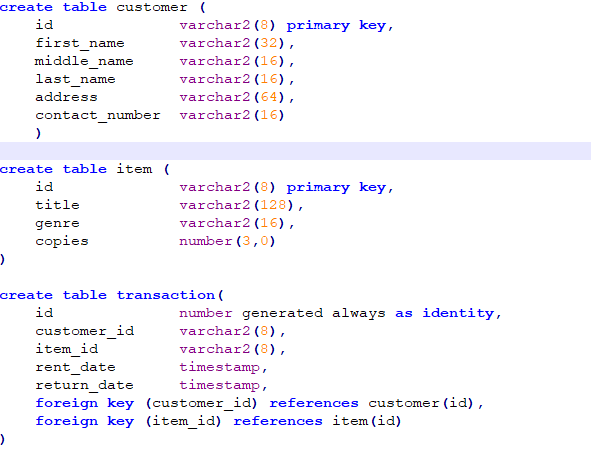 create table customer (
    id              varchar2(8) primary key,
    first_name      varchar2(32),
    middle_name     varchar2(16),
    last_name       varchar2(16),
    address         varchar2(64),
    contact_number  varchar2(16)
    )
create table item (
    id              varchar2(8) primary key,
    title           varchar2(128),
    genre           varchar2(16),
    copies          number(3,0)
)
create table transaction(
    id              number generated always as identity,
    customer_id     varchar2(8),
    item_id         varchar2(8),
    rent_date       timestamp,
    return_date     timestamp,
    foreign key (customer_id) references customer(id),
    foreign key (item_id) references item(id)
)